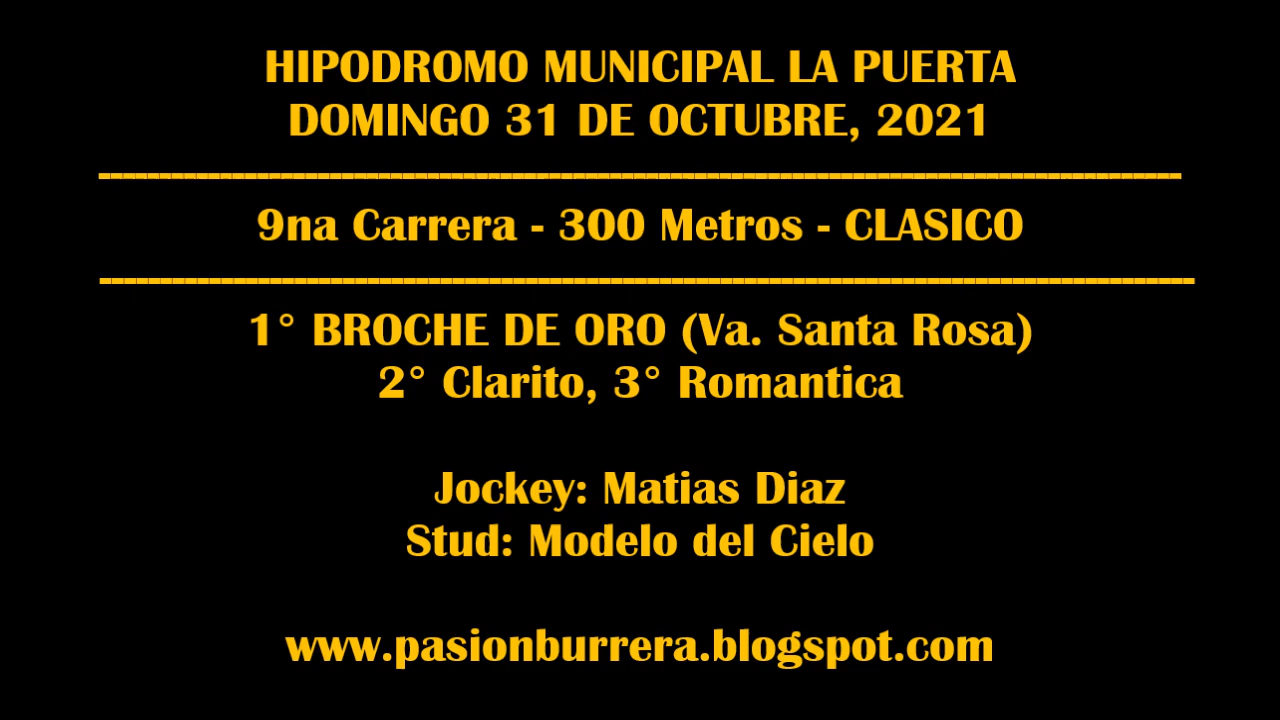 HIPODROMO MUNICIPAL LA PUERTA
DOMINGO 31 DE OCTUBRE, 2021
9na Carrera - 300 Metros - CLASICO
1° BROCHE DE ORO (Va. Santa Rosa)
2° Clarito, 3° Romantica
Jockey: Matias Diaz
Stud: Modelo del Cielo
www.pasionburrera.blogspot.com